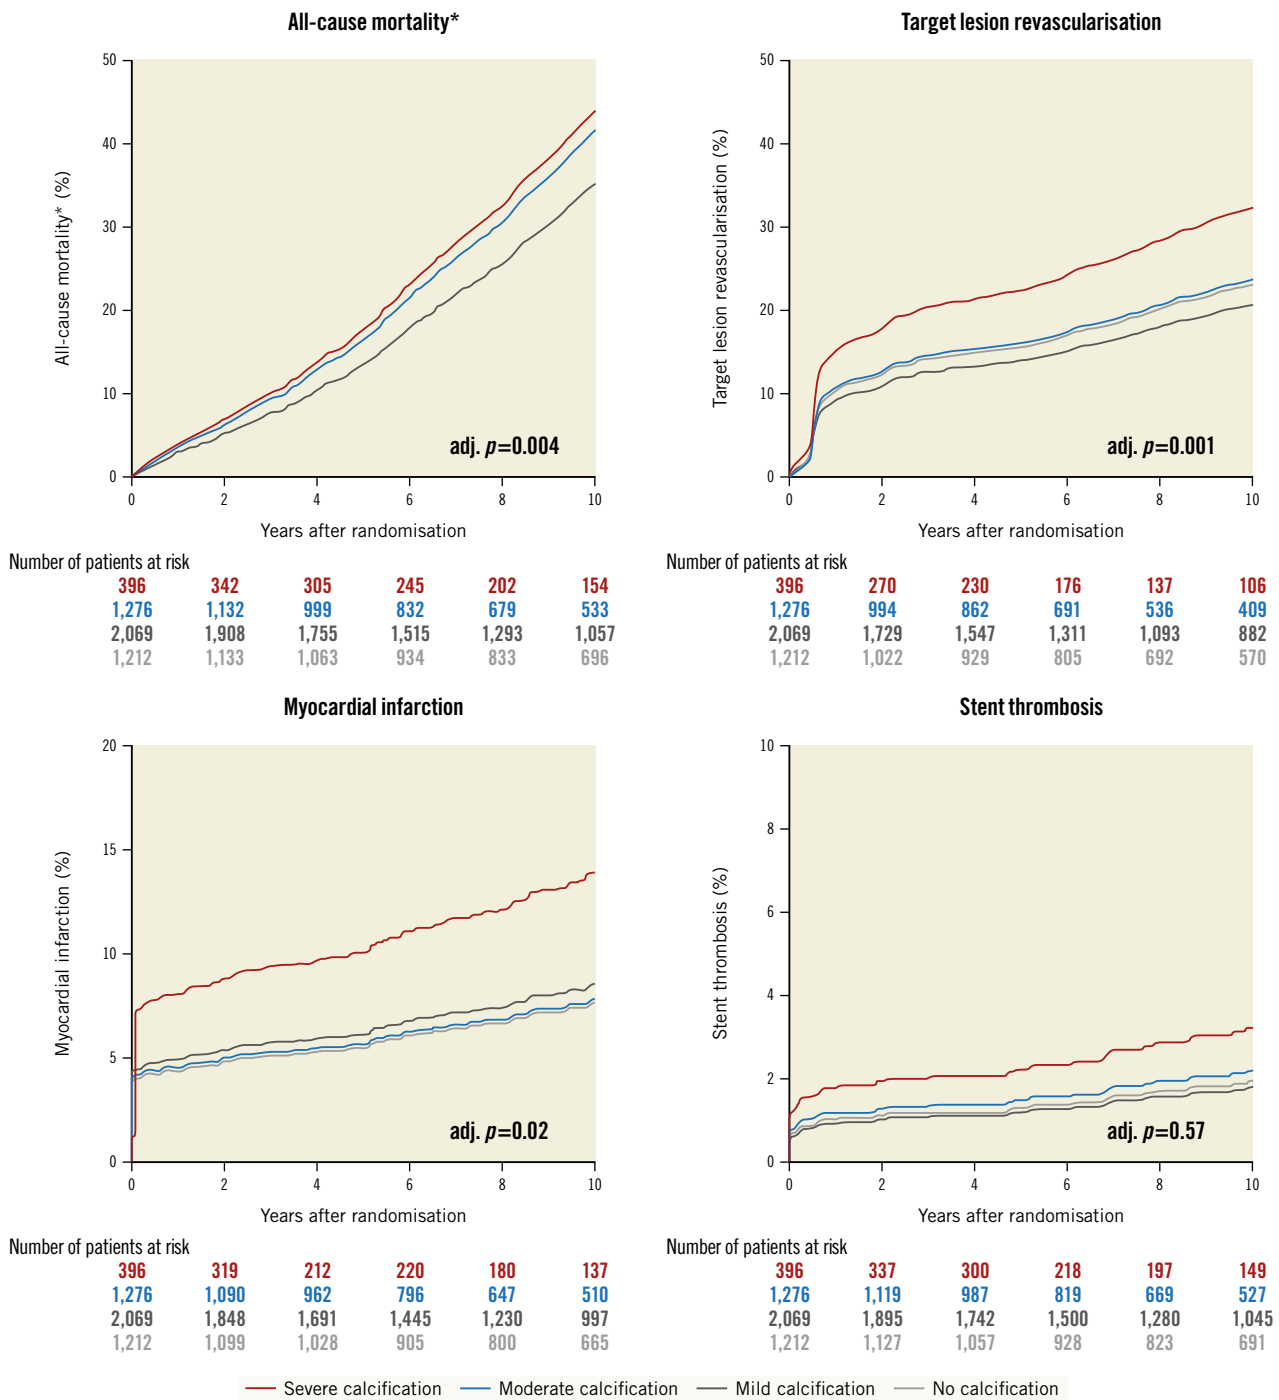 All-cause mortality*
50
40
30
20
10
0
All-cause mortality* (%)
adj. p=0.004
0 2 4 6 8 10
Years after randomisation
Number of patients at risk
396 342 305 245 202 154
1,276 1,132 999 832 679 533
2,069 1,908 1,755 1,515 1,293 1,057
1,212 1,133 1,063 934 833 696
Target lesion revascularisation
50
40
30
20
10
0
Target lesion revascularisation (%)
adj. p=0.001
0 2 4 6 8 10
Years after randomisation
Number of patients at risk
396 270 230 176 137 106
1,276 994 862 691 536 409
2,069 1,729 1,547 1,311 1,093 882
1,212 1,022 929 805 692 570
Myocardial infarction
20
15
10
5
0
Myocardial infarction (%)
adj. p=0.02
0 2 4 6 8 10
Years after randomisation
Number of patients at risk
396 319 212 220 180 137
1,276 1,090 962 796 647 510
2,069 1,848 1,691 1,445 1,230 997
1,212 1,099 1,028 905 800 665
Stent thrombosis
10
8
6
4
2
0
Stent thrombosis (%)
adj. p=0.57
0 2 4 6 8 10
Years after randomisation
Number of patients at risk
396 337 300 218 197 149
1,276 1,119 987 819 669 527
2,069 1,895 1,742 1,500 1,280 1,045
1,212 1,127 1,057 928 823 691
Severe calcification Moderate calcification Mild calcification No calcification